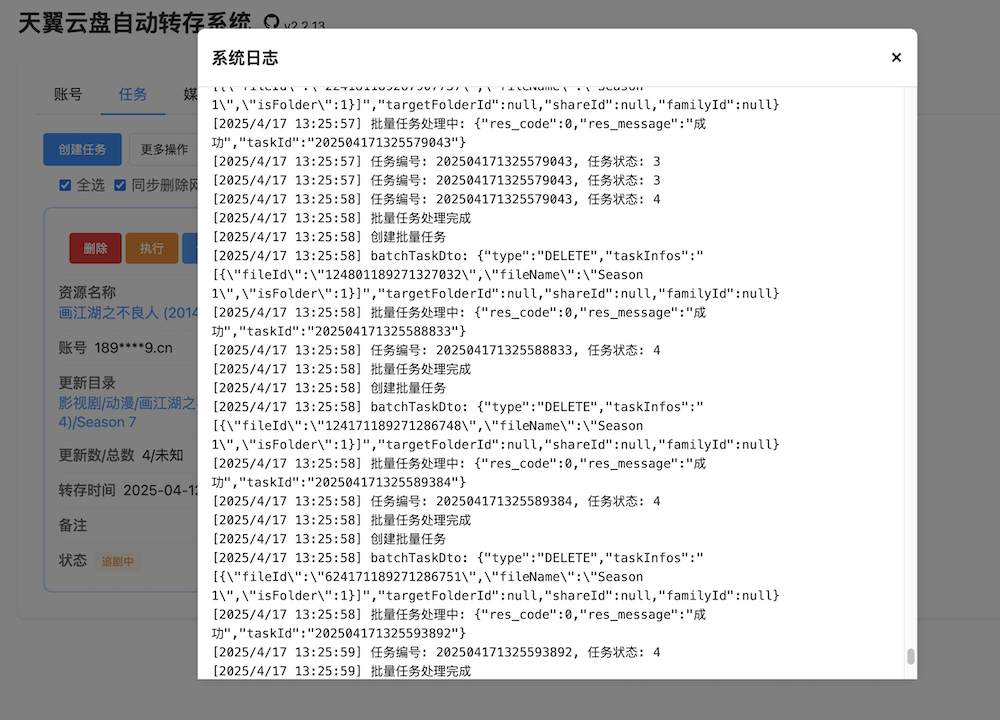 天翼云盘自动转存系统 v2.2.13
账号 任务 媒
创建任务 更多操作
全选 同步删除网
删除 执行
资源名称
画江湖之不良人 (2014
账号 189****9.cn
更新目录
影视剧/动漫/画江湖之
4)/Season 7
更新数/总数 4/未知
转存时间 2025-04-12
备注
状态 追剧中
系统日志 ×
1\",\"isFolder\":1}]","targetFolderId":null,"shareId":null,"familyId":null}
[2025/4/17 13:25:57] 批量任务处理中: {"res_code":0,"res_message":"成
功","taskId":"202504171325579043"}
[2025/4/17 13:25:57] 任务编号: 202504171325579043, 任务状态: 3
[2025/4/17 13:25:57] 任务编号: 202504171325579043, 任务状态: 3
[2025/4/17 13:25:58] 任务编号: 202504171325579043, 任务状态: 4
[2025/4/17 13:25:58] 批量任务处理完成
[2025/4/17 13:25:58] 创建批量任务
[2025/4/17 13:25:58] batchTaskDto: {"type":"DELETE","taskInfos":"
[{\"fileId\":\"124801189271327032\",\"fileName\":\"Season
1\",\"isFolder\":1}]","targetFolderId":null,"shareId":null,"familyId":null}
[2025/4/17 13:25:58] 批量任务处理中: {"res_code":0,"res_message":"成
功","taskId":"202504171325588833"}
[2025/4/17 13:25:58] 任务编号: 202504171325588833, 任务状态: 4
[2025/4/17 13:25:58] 批量任务处理完成
[2025/4/17 13:25:58] 创建批量任务
[2025/4/17 13:25:58] batchTaskDto: {"type":"DELETE","taskInfos":"
[{\"fileId\":\"124171189271286748\",\"fileName\":\"Season
1\",\"isFolder\":1}]","targetFolderId":null,"shareId":null,"familyId":null}
[2025/4/17 13:25:58] 批量任务处理中: {"res_code":0,"res_message":"成
功","taskId":"202504171325589384"}
[2025/4/17 13:25:58] 任务编号: 202504171325589384, 任务状态: 4
[2025/4/17 13:25:58] 批量任务处理完成
[2025/4/17 13:25:58] 创建批量任务
[2025/4/17 13:25:58] batchTaskDto: {"type":"DELETE","taskInfos":"
[{\"fileId\":\"624171189271286751\",\"fileName\":\"Season
1\",\"isFolder\":1}]","targetFolderId":null,"shareId":null,"familyId":null}
[2025/4/17 13:25:58] 批量任务处理中: {"res_code":0,"res_message":"成
功","taskId":"202504171325593892"}
[2025/4/17 13:25:59] 任务编号: 202504171325593892, 任务状态: 4
[2025/4/17 13:25:59] 批量任务处理完成